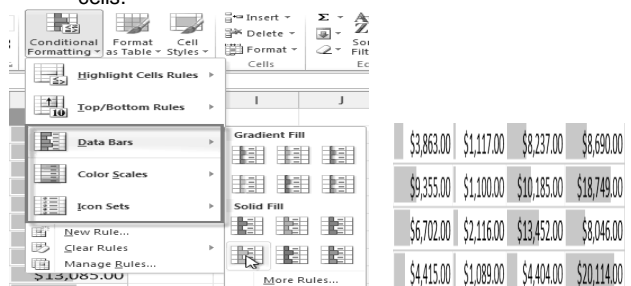 cells.
Insert
Delete
Format
Cells
Conditional Formatting
Format as Table
Cell Styles
Σ
Sor
Filt
Highlight Cells Rules
Top/Bottom Rules
10
Data Bars
Color Scales
Icon Sets
New Rule...
Clear Rules
Manage Rules...
I J
Gradient Fill
Solid Fill
More Rules...
$13,085.00
$3,863.00 $1,117.00 $8,237.00 $8,690.00
$9,355.00 $1,100.00 $10,185.00 $18,749.00
$6,702.00 $2,116.00 $13,452.00 $8,046.00
$4,415.00 $1,089.00 $4,404.00 $20,114.00